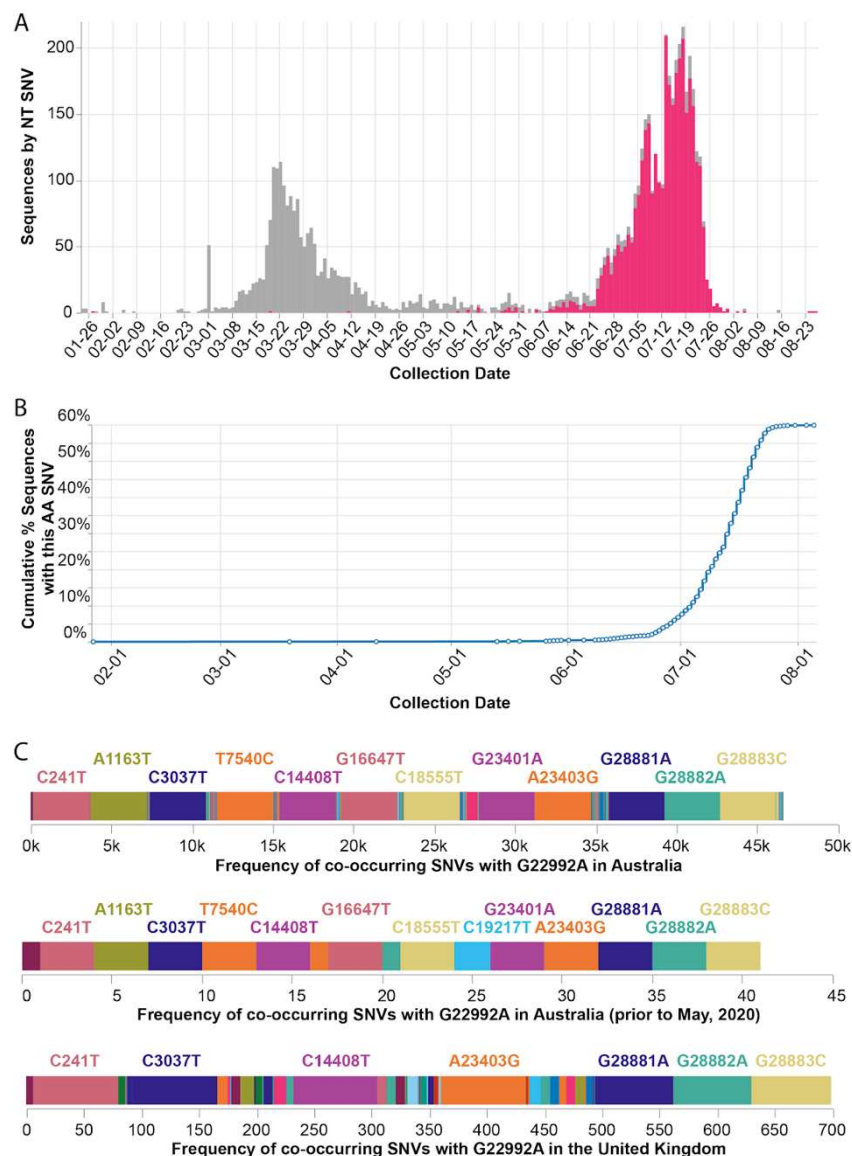 A
Sequences by NT SNV
200
150
100
50
0
01-26
02-02
02-09
02-16
02-23
03-01
03-08
03-15
03-22
03-29
04-05
04-12
04-19
04-26
05-03
05-10
05-17
05-24
05-31
06-07
06-14
06-21
06-28
07-05
07-12
07-19
07-26
08-02
08-09
08-16
08-23
Collection Date
B
Cumulative % Sequences
with this AA SNV
60%
50%
40%
30%
20%
10%
0%
02-01
03-01
04-01
05-01
06-01
07-01
08-01
Collection Date
C
A1163T T7540C G16647T G23401A G28881A G28883C
C241T C3037T C14408T C18555T A23403G G28882A
0k 5k 10k 15k 20k 25k 30k 35k 40k 45k 50k
Frequency of co-occurring SNVs with G22992A in Australia
A1163T T7540C G16647T G23401A G28881A G28883C
C241T C3037T C14408T C18555T C19217T A23403G G28882A
0 5 10 15 20 25 30 35 40 45
Frequency of co-occurring SNVs with G22992A in Australia (prior to May, 2020)
C241T C3037T C14408T A23403G G28881A G28882A G28883C
0 50 100 150 200 250 300 350 400 450 500 550 600 650 700
Frequency of co-occurring SNVs with G22992A in the United Kingdom